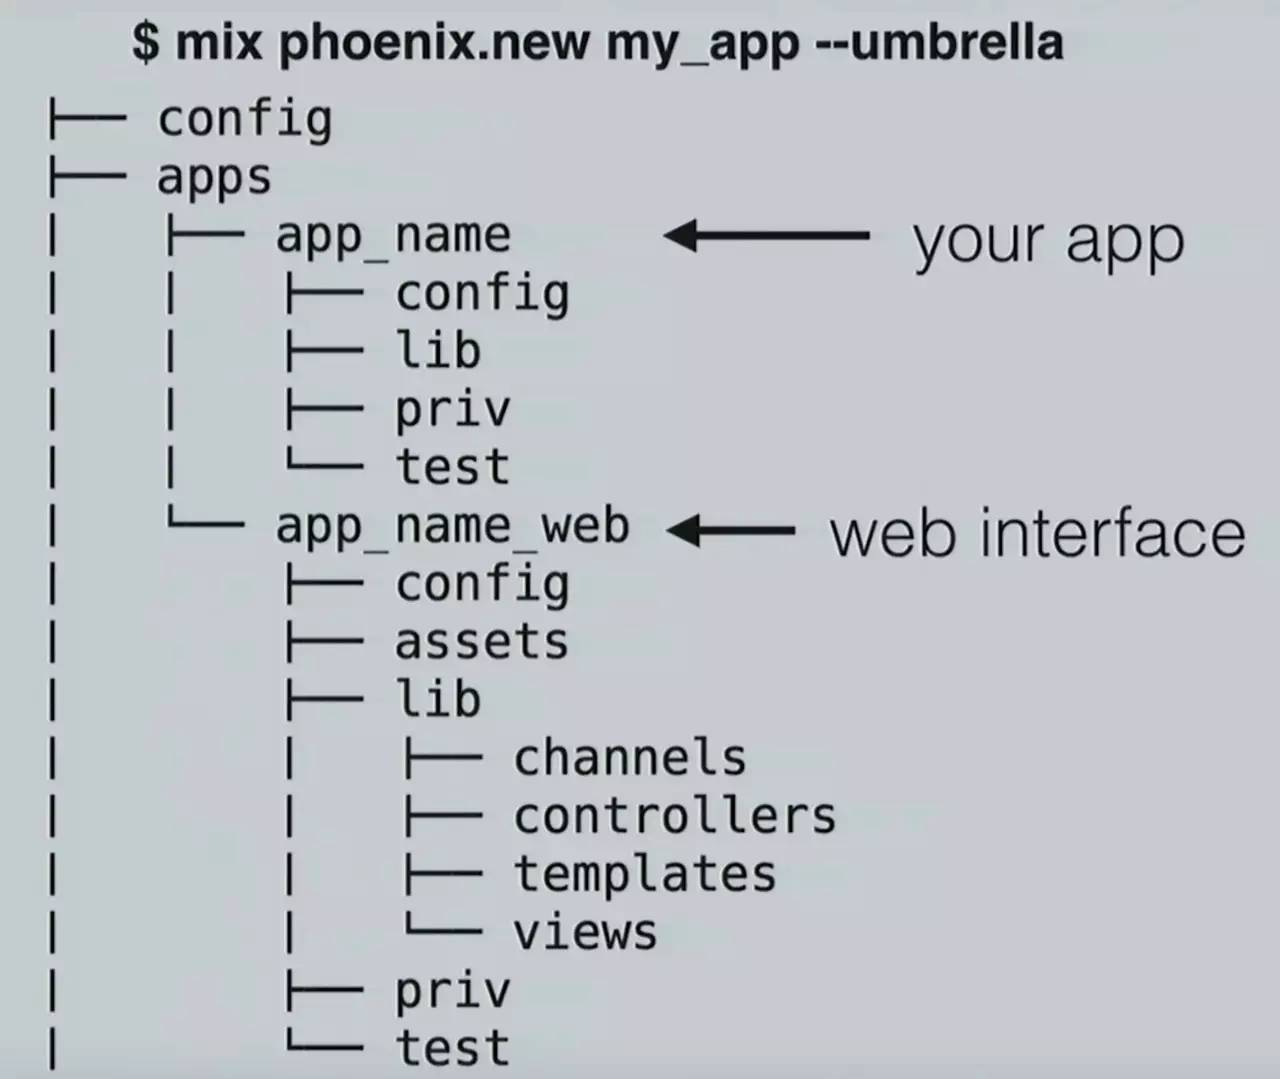 $ mix phoenix.new my_app --umbrella
├── config
├── apps
│   ├── app_name ← your app
│   │   ├── config
│   │   ├── lib
│   │   ├── priv
│   │   └── test
│   └── app_name_web ← web interface
│       ├── config
│       ├── assets
│       ├── lib
│       │   ├── channels
│       │   ├── controllers
│       │   ├── templates
│       │   └── views
│       ├── priv
│       └── test